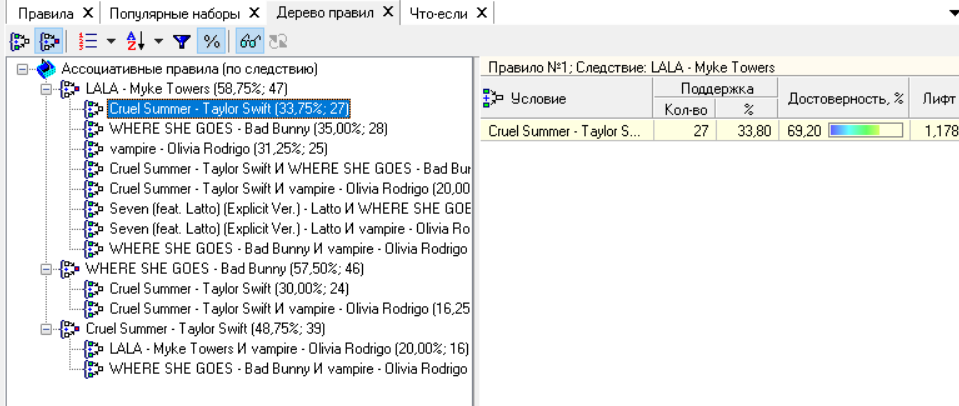 Правила X Популярные наборы X Дерево правил X Что-если X
%
Ассоциативные правила (по следствию)
LALA - Myke Towers (58,75%; 47)
Cruel Summer - Taylor Swift (33,75%; 27)
WHERE SHE GOES - Bad Bunny (35,00%; 28)
vampire - Olivia Rodrigo (31,25%; 25)
Cruel Summer - Taylor Swift И WHERE SHE GOES - Bad Bur
Cruel Summer - Taylor Swift И vampire - Olivia Rodrigo (20,00
Seven (feat. Latto) (Explicit Ver.) - Latto И WHERE SHE GOE
Seven (feat. Latto) (Explicit Ver.) - Latto И vampire - Olivia Ro
WHERE SHE GOES - Bad Bunny И vampire - Olivia Rodrigo
WHERE SHE GOES - Bad Bunny (57,50%; 46)
Cruel Summer - Taylor Swift (30,00%; 24)
Cruel Summer - Taylor Swift И vampire - Olivia Rodrigo (16,25
Cruel Summer - Taylor Swift (48,75%; 39)
LALA - Myke Towers И vampire - Olivia Rodrigo (20,00%; 16)
WHERE SHE GOES - Bad Bunny И vampire - Olivia Rodrigo
Правило №1; Следствие: LALA - Myke Towers
Условие Поддержка Достоверность, % Лифт
Кол-во %
Cruel Summer - Taylor S... 27 33,80 69,20 1,178